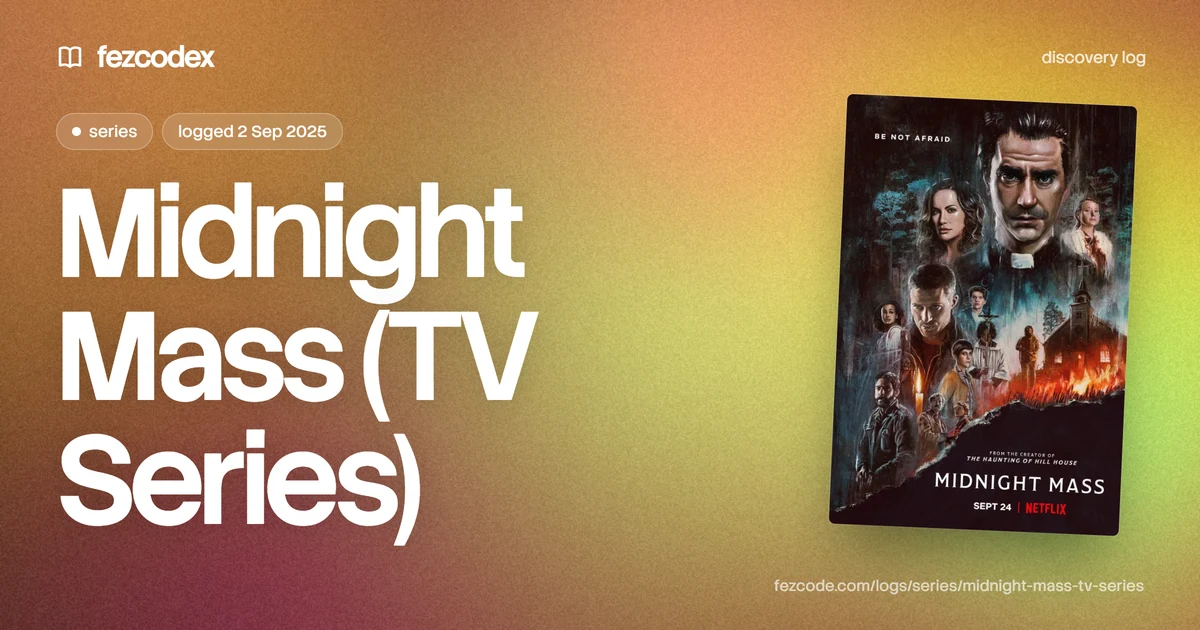 fezcodex
discovery log
series
logged 2 Sep 2025
Midnight
Mass (TV
Series)
BE NOT AFRAID
FROM THE CREATOR OF
THE HAUNTING OF HILL HOUSE
MIDNIGHT MASS
SEPT 24 | NETFLIX
fezcode.com/logs/series/midnight-mass-tv-series